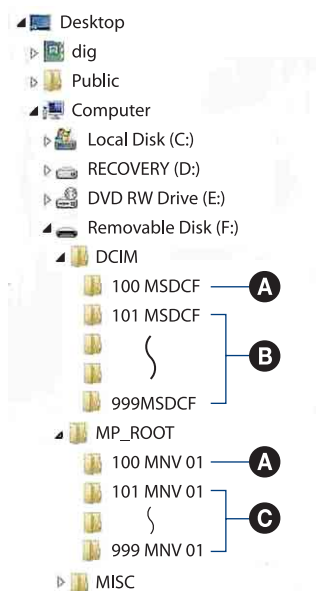 Desktop
dig
Public
Computer
Local Disk (C:)
RECOVERY (D:)
DVD RW Drive (E:)
Removable Disk (F:)
DCIM
100 MSDCF A
101 MSDCF
B
999MSDCF
MP_ROOT
100 MNV 01 A
101 MNV 01
C
999 MNV 01
MISC